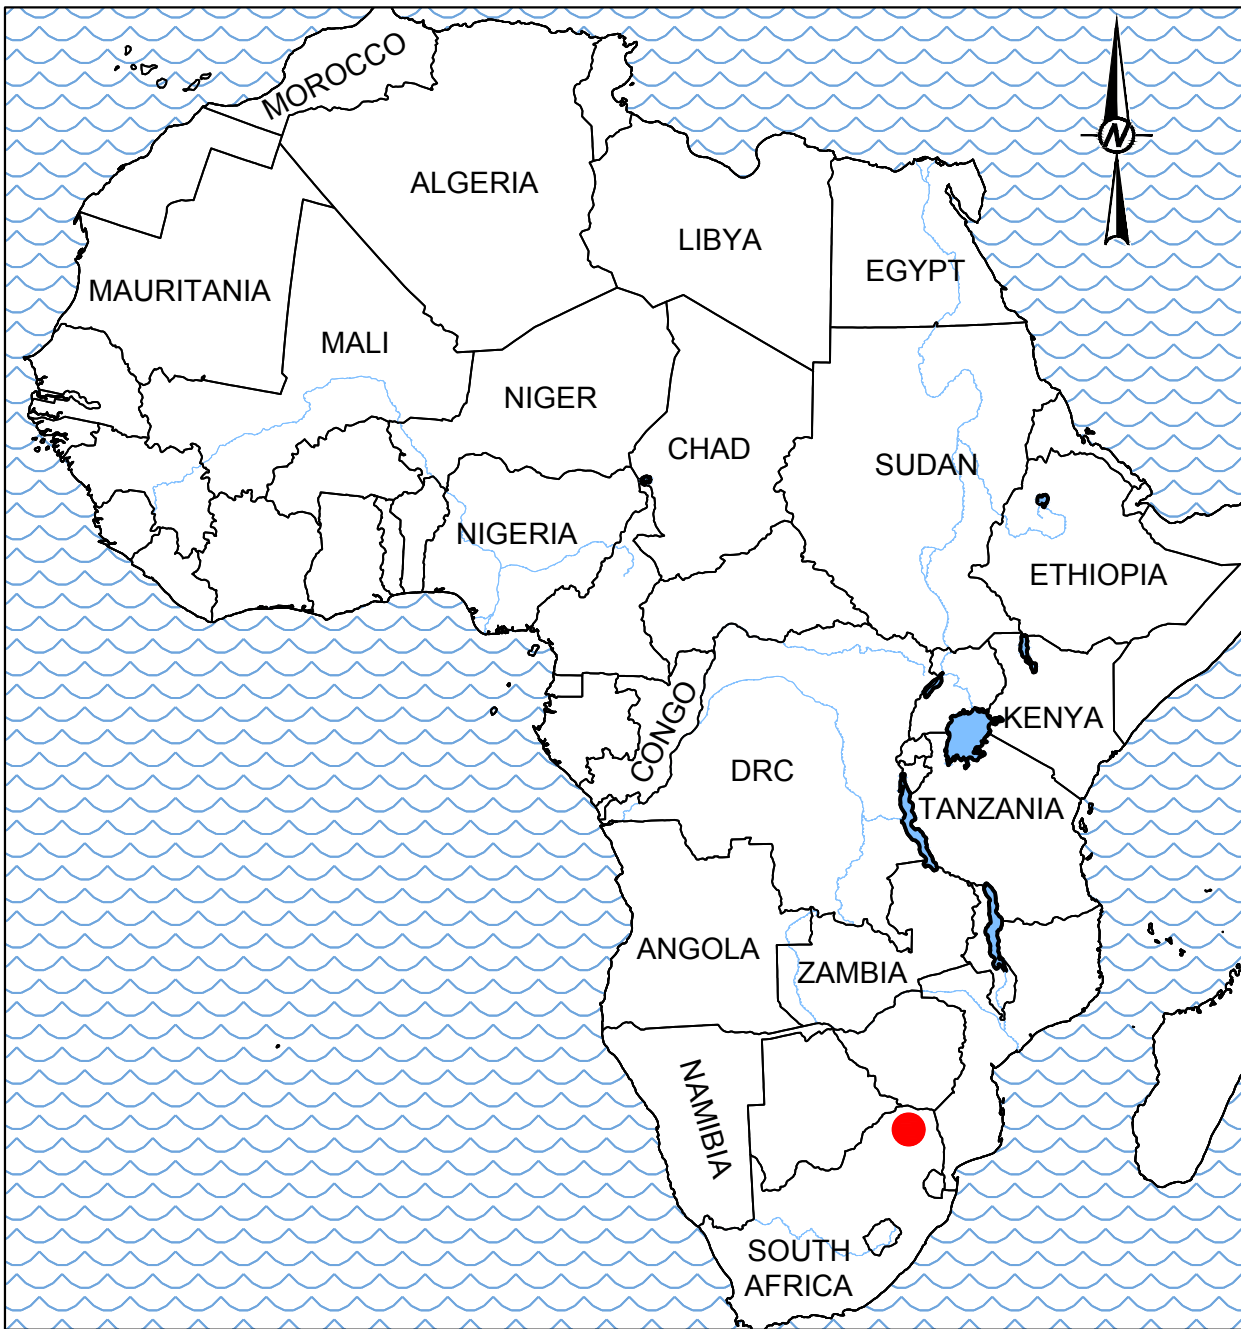 MOROCCO
N
ALGERIA
LIBYA
EGYPT
MAURITANIA
MALI
NIGER
CHAD
SUDAN
NIGERIA
ETHIOPIA
CONGO
KENYA
DRC
TANZANIA
ANGOLA
ZAMBIA
NAMIBIA
SOUTH
AFRICA